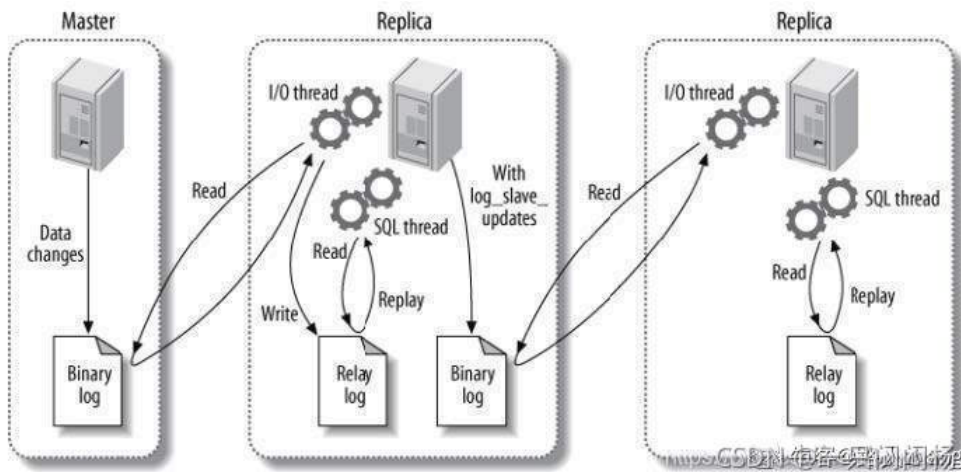 Master
Replica
Replica
I/O thread
I/O thread
Read
With
log_slave_
updates
Read
SQL thread
SQL thread
Data
changes
Read
Read
Replay
Replay
Write
Binary
log
Relay
log
Binary
log
Relay
log